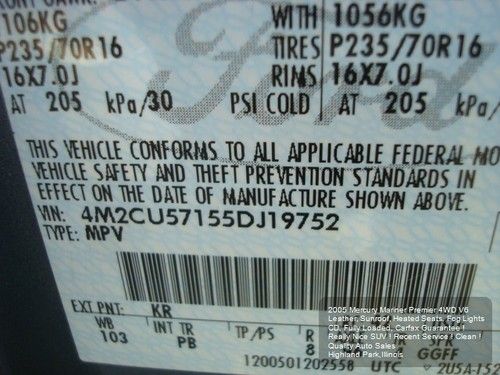 106KG WITH 1056KG
P235/70R16 TIRES P235/70R16
16X7.0J RIMS 16X7.0J
AT 205 kPa/30 PSI COLD AT 205 kPa/
Ford
THIS VEHICLE CONFORMS TO ALL APPLICABLE FEDERAL MO
VEHICLE SAFETY AND THEFT PREVENTION STANDARDS IN
EFFECT ON THE DATE OF MANUFACTURE SHOWN ABOVE.
VIN: 4M2CU57155DJ19752
TYPE: MPV
EXT PNT: KR
WB INT TR TP/PS R
103 PB 8 GGFF
1200501202558 UTC
2005 Mercury Mariner Premier 4WD V6
Leather, Sunroof, Heated Seats, Fog Lights
CD, Fully Loaded, Carfax Guarantee !
Really Nice SUV ! Recent Service ! Clean !
Quality Auto Sales
Highland Park,Illinois